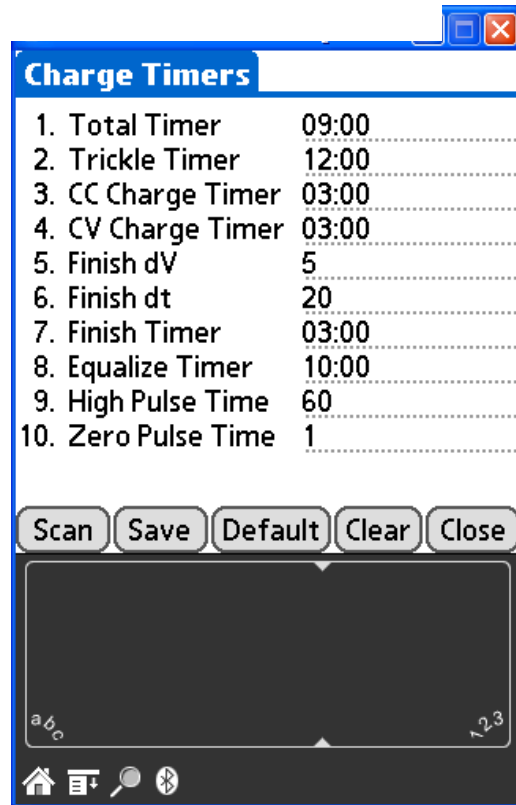 Charge Timers
1. Total Timer 09:00
2. Trickle Timer 12:00
3. CC Charge Timer 03:00
4. CV Charge Timer 03:00
5. Finish dV 5
6. Finish dt 20
7. Finish Timer 03:00
8. Equalize Timer 10:00
9. High Pulse Time 60
10. Zero Pulse Time 1
Scan Save Default Clear Close
abc 123